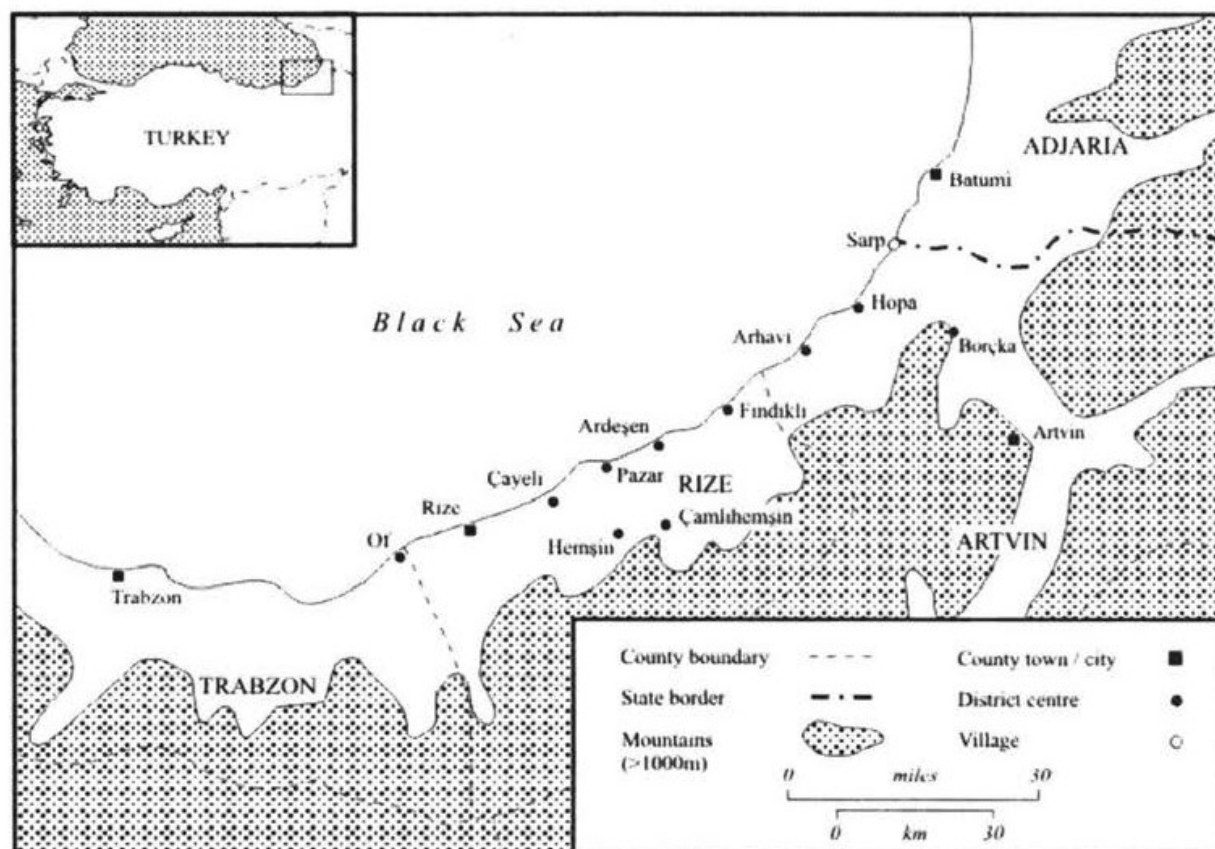 TURKEY
ADJARIA
Batumi
Sarp
Black Sea
Hopa
Arhavi
Borçka
Fındıklı
Ardeşen
Artvin
Pazar
RIZE
Çayeli
Rize
Çamlıhemşin
Hemşin
Of
ARTVIN
Trabzon
TRABZON
County boundary
County town / city
State border
District centre
Mountains
(>1000m)
Village
0 miles 30
0 km 30